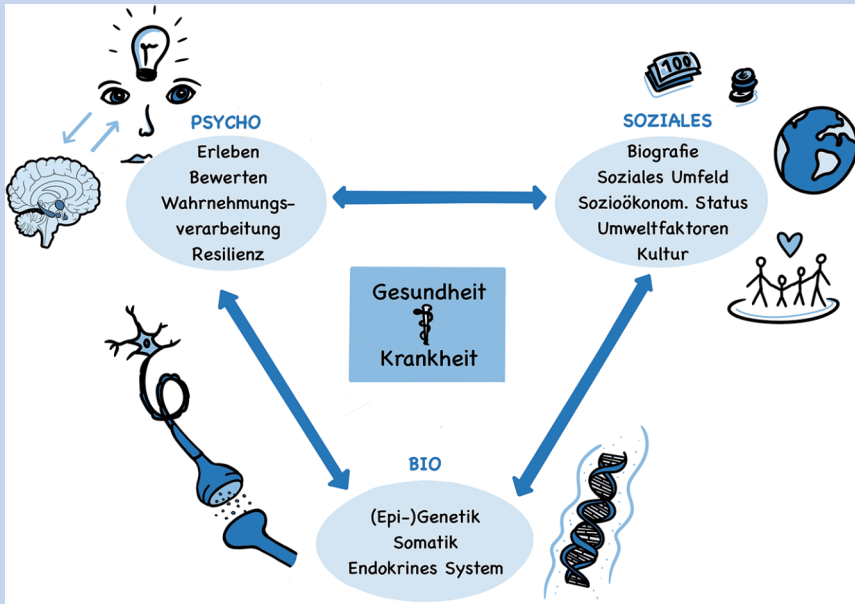 100
PSYCHO
Erleben
Bewerten
Wahrnehmungs-
verarbeitung
Resilienz
SOZIALES
Biografie
Soziales Umfeld
Sozioökonom. Status
Umweltfaktoren
Kultur
Gesundheit
Krankheit
BIO
(Epi-)Genetik
Somatik
Endokrines System